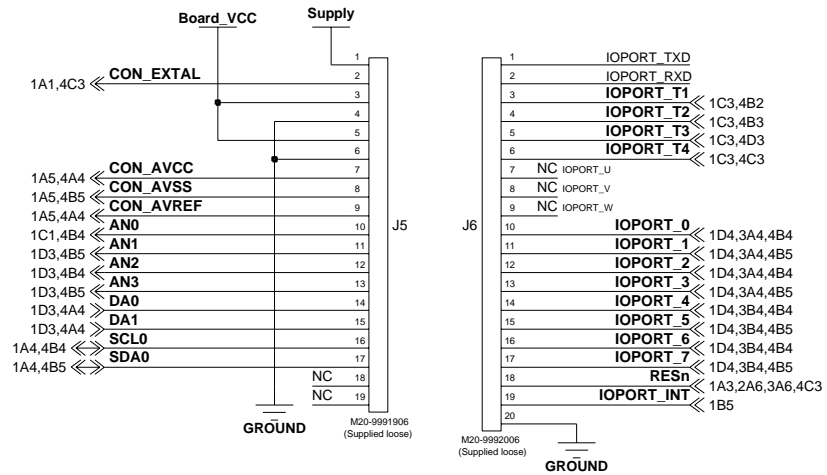 Board_VCC Supply
1
1A1,4C3 CON_EXTAL 2
3
4
5
6
1A5,4A4 CON_AVCC 7
1A5,4B5 CON_AVSS 8
1A5,4A4 CON_AVREF 9
1C1,4B4 AN0 10
J5
1D3,4B5 AN1 11
1D3,4B4 AN2 12
1D3,4B5 AN3 13
1D3,4A4 DA0 14
1D3,4A4 DA1 15
1A4,4B4 SCL0 16
1A4,4B5 SDA0 17
NC 18
NC 19
GROUND
M20-9991906
(Supplied loose)
1 IOPORT_TXD
2 IOPORT_RXD
3 IOPORT_T1 1C3,4B2
4 IOPORT_T2 1C3,4B3
5 IOPORT_T3 1C3,4D3
6 IOPORT_T4 1C3,4C3
7 NC IOPORT_U
8 NC IOPORT_V
9 NC IOPORT_W
J6
10 IOPORT_0 1D4,3A4,4B4
11 IOPORT_1 1D4,3A4,4B5
12 IOPORT_2 1D4,3A4,4B4
13 IOPORT_3 1D4,3A4,4B5
14 IOPORT_4 1D4,3B4,4B4
15 IOPORT_5 1D4,3B4,4B5
16 IOPORT_6 1D4,3B4,4B4
17 IOPORT_7 1D4,3B4,4B5
18 RESn 1A3,2A6,3A6,4C3
19 IOPORT_INT 1B5
20
M20-9992006
(Supplied loose)
GROUND